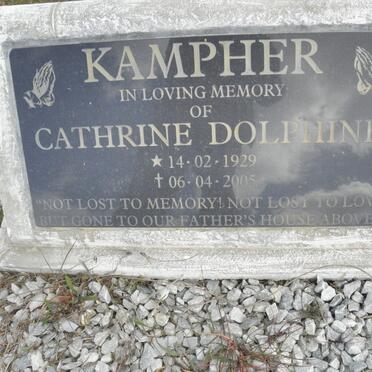 KAMPHER
IN LOVING MEMORY
OF
CATHRINE DOLPHINE
★ 14-02-1929
✝ 06-04-2005
"NOT LOST TO MEMORY! NOT LOST TO LOV
BUT GONE TO OUR FATHER'S HOUSE ABOVE